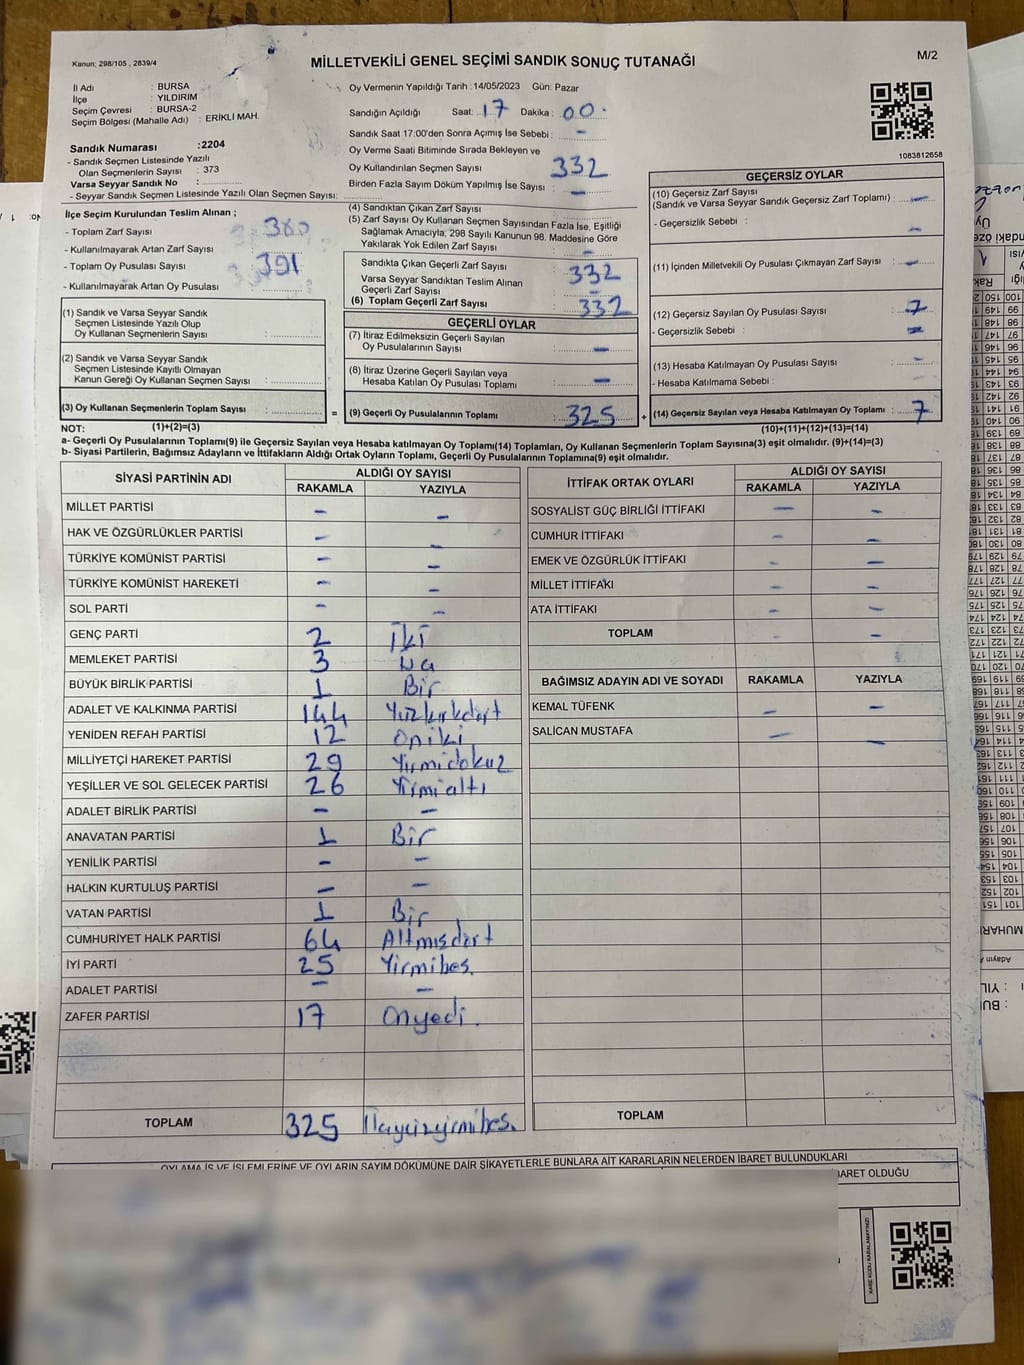 Kanun: 298/105 , 2839/4
MİLLETVEKİLİ GENEL SEÇİMİ SANDIK SONUÇ TUTANAĞI
M/2
İl Adı : BURSA
İlçe : YILDIRIM
Seçim Çevresi : BURSA-2
Seçim Bölgesi (Mahalle Adı) : ERİKLİ MAH.
Sandık Numarası :2204
- Sandık Seçmen Listesinde Yazılı
Olan Seçmenlerin Sayısı : 373
Varsa Seyyar Sandık No :
- Seyyar Sandık Seçmen Listesinde Yazılı Olan Seçmen Sayısı:
Oy Vermenin Yapıldığı Tarih : 14/05/2023 Gün: Pazar
Sandığın Açıldığı Saat: 17 Dakika : 00
Sandık Saat 17:00'den Sonra Açımış İse Sebebi : -
Oy Verme Saati Bitiminde Sırada Bekleyen ve
Oy Kullandırılan Seçmen Sayısı 332
Birden Fazla Sayım Döküm Yapılmış İse Sayısı : -
1083812658
İlçe Seçim Kurulundan Teslim Alınan ;
- Toplam Zarf Sayısı : 380
- Kullanılmayarak Artan Zarf Sayısı :
- Toplam Oy Pusulası Sayısı : 391
- Kullanılmayarak Artan Oy Pusulası :
(4) Sandıktan Çıkan Zarf Sayısı :
(5) Zarf Sayısı Oy Kullanan Seçmen Sayısından Fazla İse, Eşitliği
Sağlamak Amacıyla, 298 Sayılı Kanunun 98. Maddesine Göre
Yakılarak Yok Edilen Zarf Sayısı : -
Sandıkta Çıkan Geçerli Zarf Sayısı : 332
Varsa Seyyar Sandıktan Teslim Alınan
Geçerli Zarf Sayısı : -
(6) Toplam Geçerli Zarf Sayısı : 332
GEÇERSİZ OYLAR
(10) Geçersiz Zarf Sayısı
(Sandık ve Varsa Seyyar Sandık Geçersiz Zarf Toplamı) : -
- Geçersizlik Sebebi : -
(11) İçinden Milletvekili Oy Pusulası Çıkmayan Zarf Sayısı : -
(12) Geçersiz Sayılan Oy Pusulası Sayısı : 7
- Geçersizlik Sebebi :
(13) Hesaba Katılmayan Oy Pusulası Sayısı : -
- Hesaba Katılmama Sebebi : -
(14) Geçersiz Sayılan veya Hesaba Katılmayan Oy Toplamı : 7
(10)+(11)+(12)+(13)=(14)
(1) Sandık ve Varsa Seyyar Sandık
Seçmen Listesinde Yazılı Olup
Oy Kullanan Seçmenlerin Sayısı :
(2) Sandık ve Varsa Seyyar Sandık
Seçmen Listesinde Kayıtlı Olmayan
Kanun Gereği Oy Kullanan Seçmen Sayısı :
(3) Oy Kullanan Seçmenlerin Toplam Sayısı :
(1)+(2)=(3)
GEÇERLİ OYLAR
(7) İtiraz Edilmeksizin Geçerli Sayılan
Oy Pusulalarının Sayısı : -
(8) İtiraz Üzerine Geçerli Sayılan veya
Hesaba Katılan Oy Pusulası Toplamı : -
= (9) Geçerli Oy Pusulalarının Toplamı : 325 +
NOT:
a- Geçerli Oy Pusulalarının Toplamı(9) ile Geçersiz Sayılan veya Hesaba katılmayan Oy Toplamı(14) Toplamları, Oy Kullanan Seçmenlerin Toplam Sayısına(3) eşit olmalıdır. (9)+(14)=(3)
b- Siyasi Partilerin, Bağımsız Adayların ve İttifakların Aldığı Ortak Oyların Toplamı, Geçerli Oy Pusulalarının Toplamına(9) eşit olmalıdır.
SİYASİ PARTİNİN ADI ALDIĞI OY SAYISI
RAKAMLA YAZIYLA
MİLLET PARTİSİ - -
HAK VE ÖZGÜRLÜKLER PARTİSİ - -
TÜRKİYE KOMÜNİST PARTİSİ - -
TÜRKİYE KOMÜNİST HAREKETİ - -
SOL PARTİ - -
GENÇ PARTİ 2 İki
MEMLEKET PARTİSİ 3
BÜYÜK BİRLİK PARTİSİ 1 Bir
ADALET VE KALKINMA PARTİSİ 144 Yüzkırkdört
YENİDEN REFAH PARTİSİ 12 Oniki
MİLLİYETÇİ HAREKET PARTİSİ 29 Yirmidokuz
YEŞİLLER VE SOL GELECEK PARTİSİ 26 Yirmialtı
ADALET BİRLİK PARTİSİ - -
ANAVATAN PARTİSİ 1 Bir
YENİLİK PARTİSİ - -
HALKIN KURTULUŞ PARTİSİ - -
VATAN PARTİSİ 1 Bir
CUMHURİYET HALK PARTİSİ 64 Altmısdört
İYİ PARTİ 25 Yirmibes.
ADALET PARTİSİ - -
ZAFER PARTİSİ 17 Onyedi.
TOPLAM 325 Üçyüzyirmibes.
İTTİFAK ORTAK OYLARI ALDIĞI OY SAYISI
RAKAMLA YAZIYLA
SOSYALİST GÜÇ BİRLİĞİ İTTİFAKI - -
CUMHUR İTTİFAKI - -
EMEK VE ÖZGÜRLÜK İTTİFAKI - -
MİLLET İTTİFAKI - -
ATA İTTİFAKI - -
TOPLAM - -
BAĞIMSIZ ADAYIN ADI VE SOYADI RAKAMLA YAZIYLA
KEMAL TÜFENK - -
SALİCAN MUSTAFA - -
TOPLAM
OYLAMA İŞ VE İŞLEMLERİNE VE OYLARIN SAYIM DÖKÜMÜNE DAİR ŞİKAYETLERLE BUNLARA AİT KARARLARIN NELERDEN İBARET BULUNDUKLARI
BARET OLDUĞU
KARE KODU KARALAMAYINIZ!